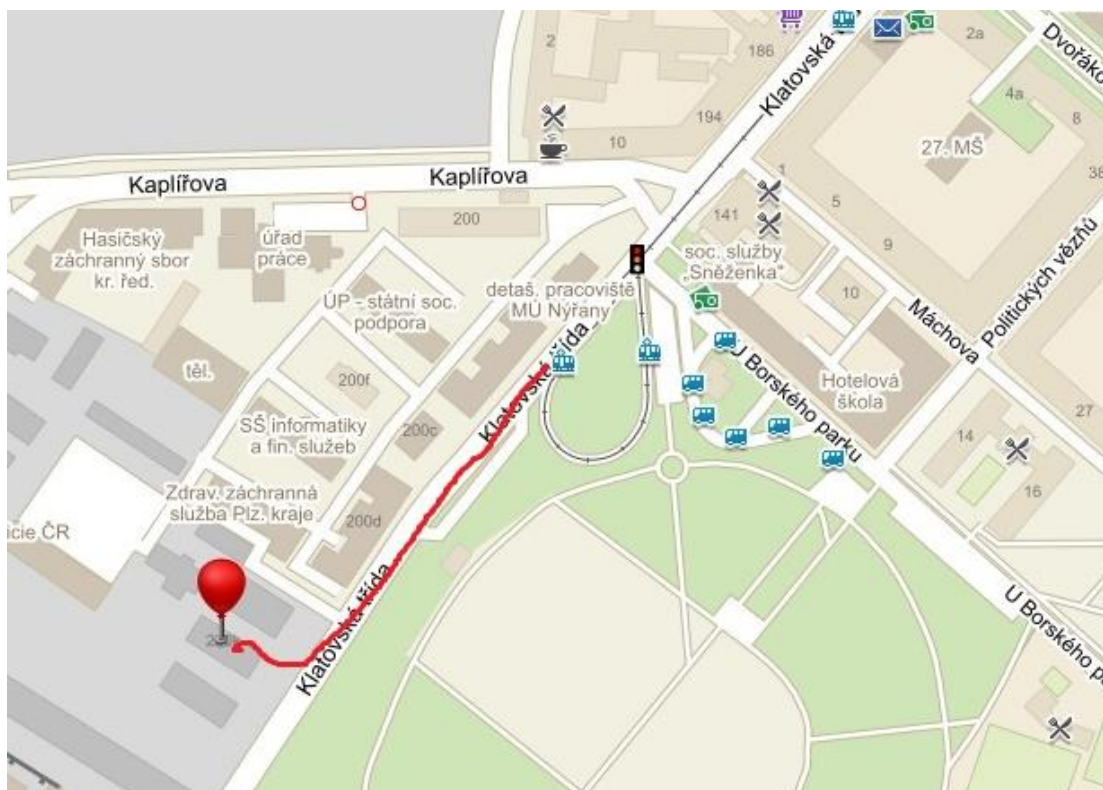 2
186
2a
Dvořáko
Klatovská
194
4a
8
10
27. MŠ
38
Kaplířova
Kaplířova
1
5
200
141
Hasičský
záchranný sbor
kr. řed.
úřad
práce
9
soc. služby
„Sněženka"
detaš. pracoviště
MÚ Nýřany
10
ÚP - státní soc.
podpora
Máchova
Politických vězňů
U Borského parku
těl.
200f
Klatovská třída
Hotelová
škola
27
SŠ informatiky
a fin. služeb
200c
14
16
Zdrav. záchranná
služba Plz. kraje
200d
icie ČR
Klatovská třída
U Borského pa